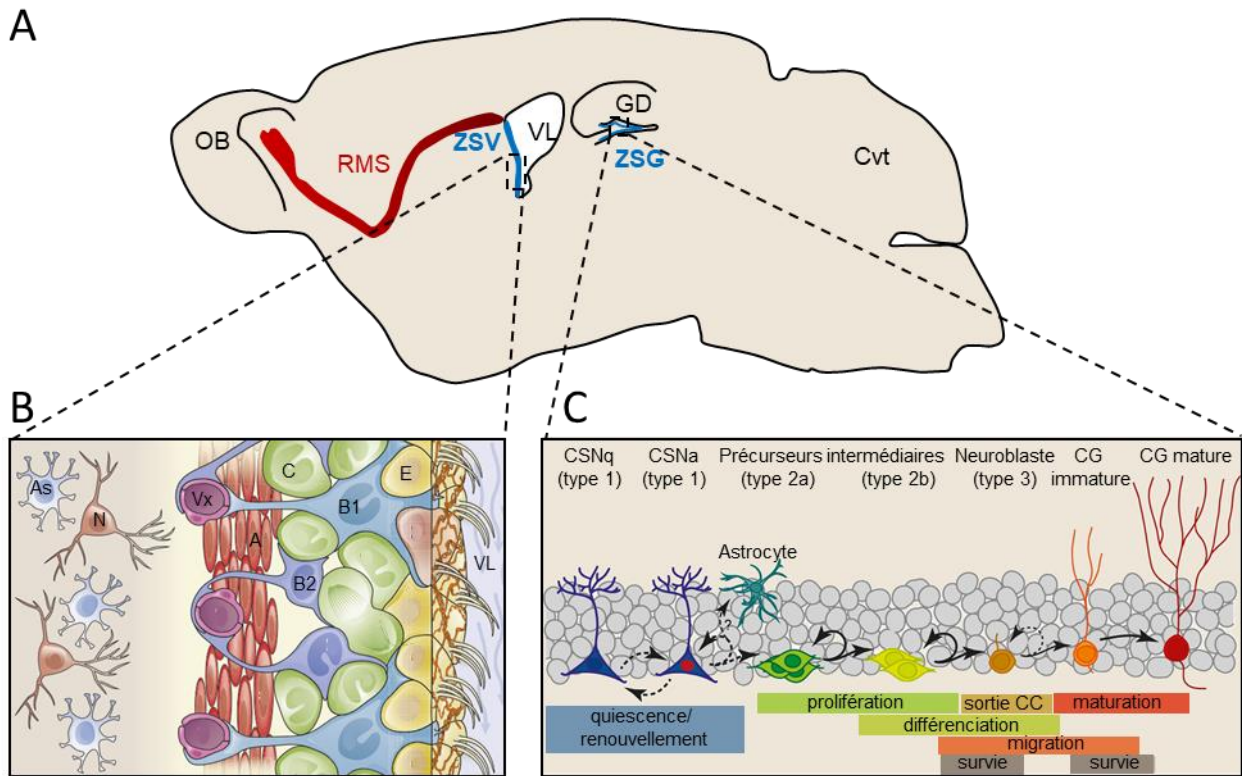 A
OB
RMS
ZSV
VL
GD
ZSG
Cvt
B
As
N
Vx
A
C
B1
B2
E
VL
C
CSNq
(type 1)
CSNa
(type 1)
Précurseurs intermédiaires
(type 2a) (type 2b)
Neuroblaste
(type 3)
CG
immature
CG mature
Astrocyte
quiescence/
renouvellement
prolifération
sortie CC
maturation
différenciation
migration
survie
survie